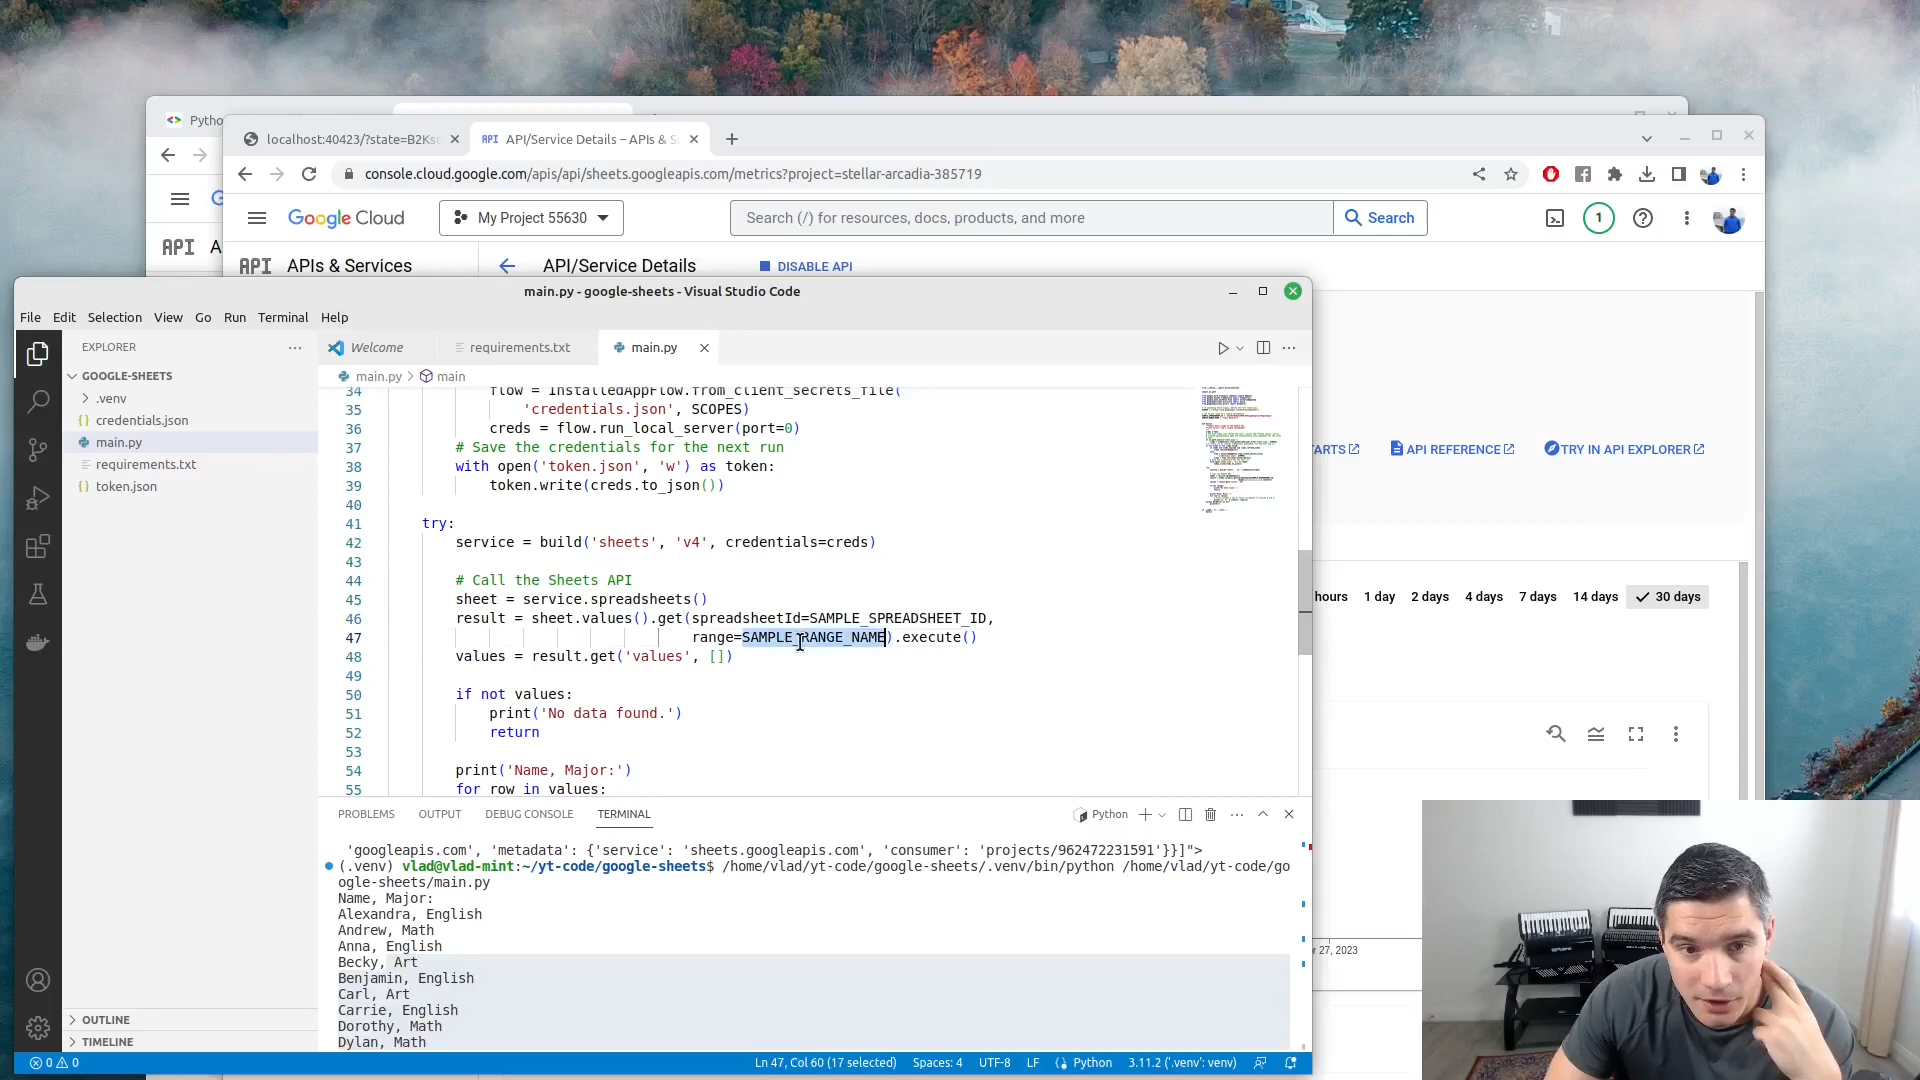 Pytho
localhost:40423/?state=B2Ks
API/Service Details – APIs & S
console.cloud.google.com/apis/api/sheets.googleapis.com/metrics?project=stellar-arcadia-385719
Google Cloud
My Project 55630
Search (/) for resources, docs, products, and more
Search
1
API
A
API
APIs & Services
API/Service Details
DISABLE API
main.py - google-sheets - Visual Studio Code
File Edit Selection View Go Run Terminal Help
EXPLORER
Welcome
requirements.txt
main.py
GOOGLE-SHEETS
.venv
credentials.json
main.py
requirements.txt
token.json
OUTLINE
TIMELINE
main.py > main
34 flow = InstalledAppFlow.from_client_secrets_file(
35 'credentials.json', SCOPES)
36 creds = flow.run_local_server(port=0)
37 # Save the credentials for the next run
38 with open('token.json', 'w') as token:
39 token.write(creds.to_json())
40
41 try:
42 service = build('sheets', 'v4', credentials=creds)
43
44 # Call the Sheets API
45 sheet = service.spreadsheets()
46 result = sheet.values().get(spreadsheetId=SAMPLE_SPREADSHEET_ID,
47 range=SAMPLE_RANGE_NAME).execute()
48 values = result.get('values', [])
49
50 if not values:
51 print('No data found.')
52 return
53
54 print('Name, Major:')
55 for row in values:
PROBLEMS OUTPUT DEBUG CONSOLE TERMINAL
Python
'googleapis.com', 'metadata': {'service': 'sheets.googleapis.com', 'consumer': 'projects/962472231591'}}]">
(.venv) vlad@vlad-mint:~/yt-code/google-sheets$ /home/vlad/yt-code/google-sheets/.venv/bin/python /home/vlad/yt-code/go
ogle-sheets/main.py
Name, Major:
Alexandra, English
Andrew, Math
Anna, English
Becky, Art
Benjamin, English
Carl, Art
Carrie, English
Dorothy, Math
Dylan, Math
0 0
Ln 47, Col 60 (17 selected) Spaces: 4 UTF-8 LF Python 3.11.2 ('.venv': venv)
ARTS
API REFERENCE
TRY IN API EXPLORER
hours 1 day 2 days 4 days 7 days 14 days 30 days
27, 2023